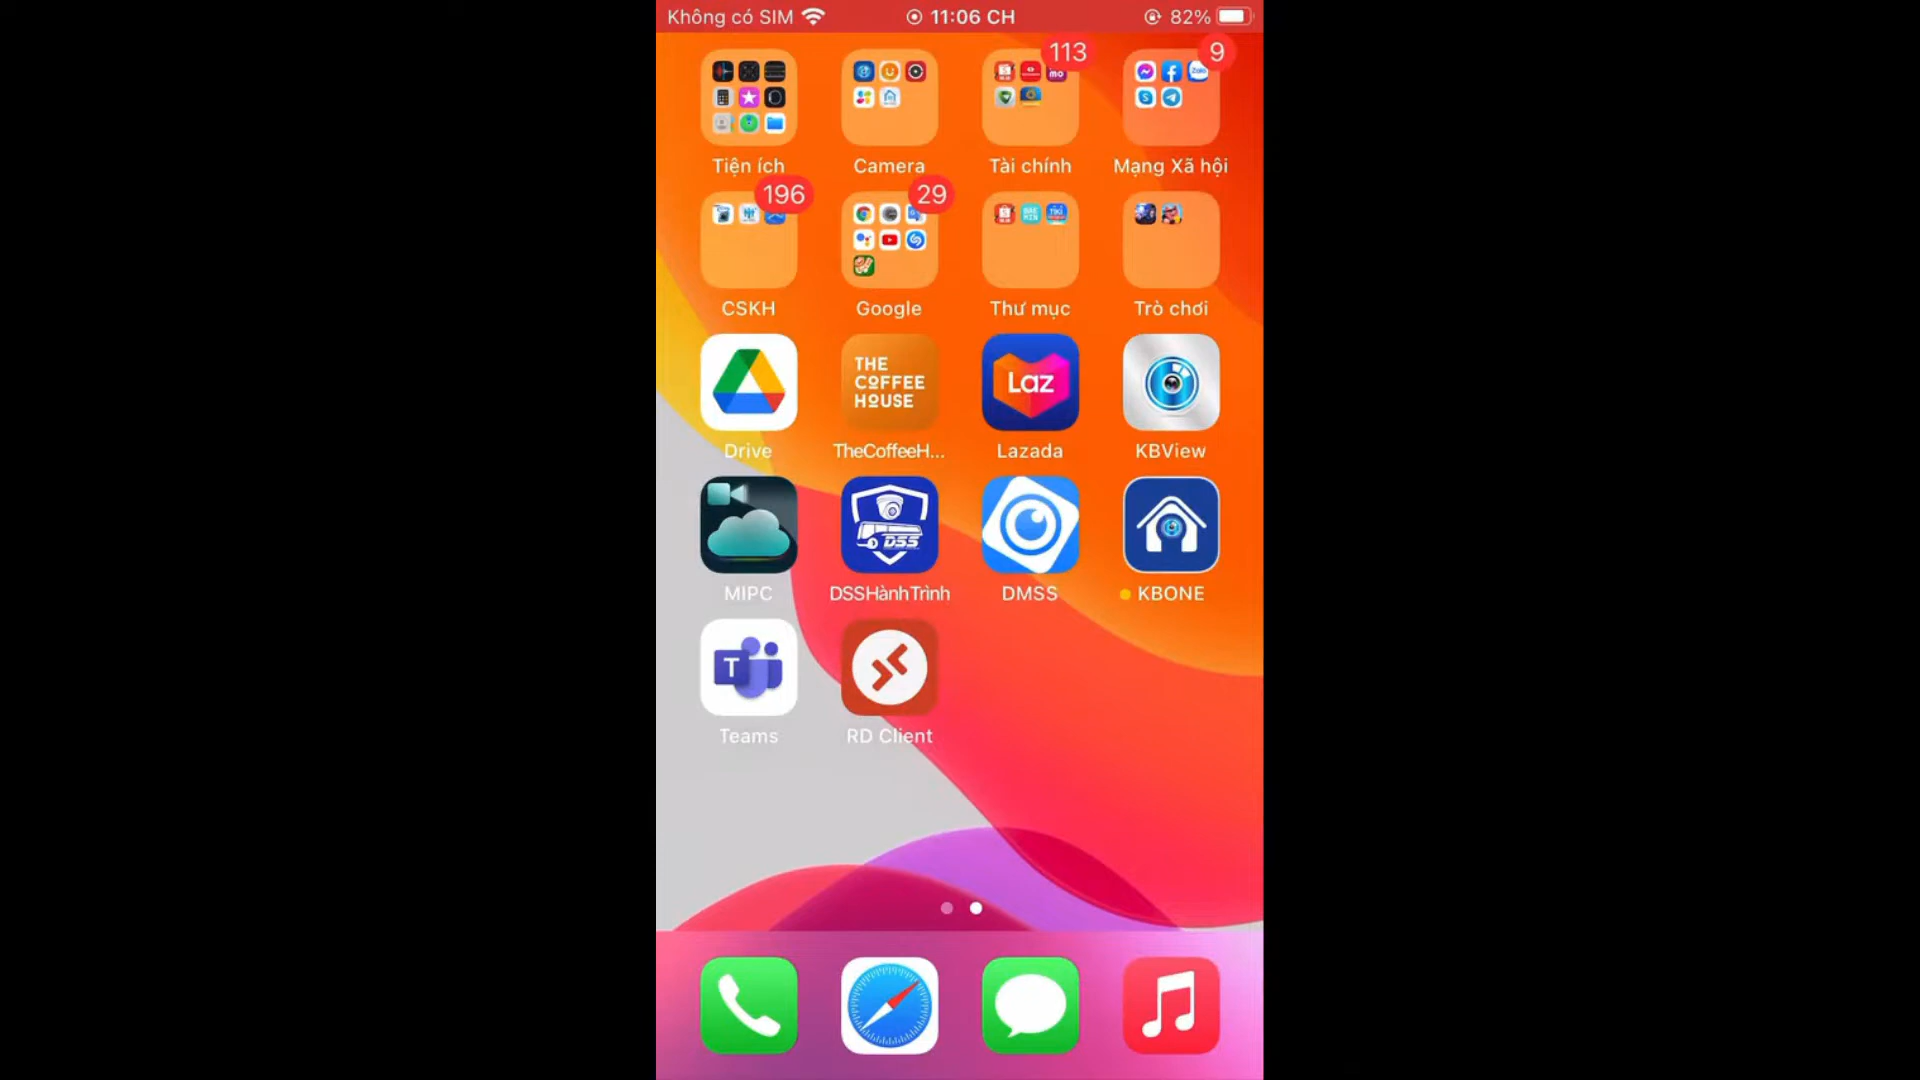 Không có SIM 11:06 CH 82%
113 9
Tiện ích Camera Tài chính Mạng Xã hội
196 29
CSKH Google Thư mục Trò chơi
THE
COFFEE
HOUSE
Laz
Drive TheCoffeeH... Lazada KBView
DSS
MIPC DSSHànhTrình DMSS KBONE
T
Teams RD Client